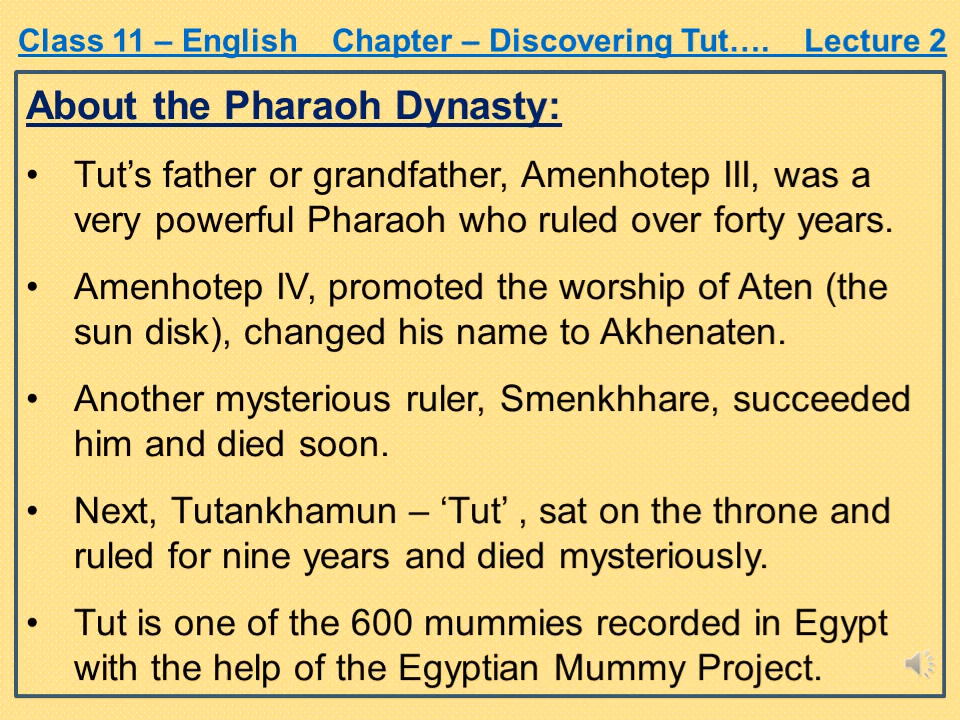 Class 11 – English    Chapter – Discovering Tut….    Lecture 2
About the Pharaoh Dynasty:
• Tut’s father or grandfather, Amenhotep III, was a
very powerful Pharaoh who ruled over forty years.
• Amenhotep IV, promoted the worship of Aten (the
sun disk), changed his name to Akhenaten.
• Another mysterious ruler, Smenkhhare, succeeded
him and died soon.
• Next, Tutankhamun – ‘Tut’ , sat on the throne and
ruled for nine years and died mysteriously.
• Tut is one of the 600 mummies recorded in Egypt
with the help of the Egyptian Mummy Project.